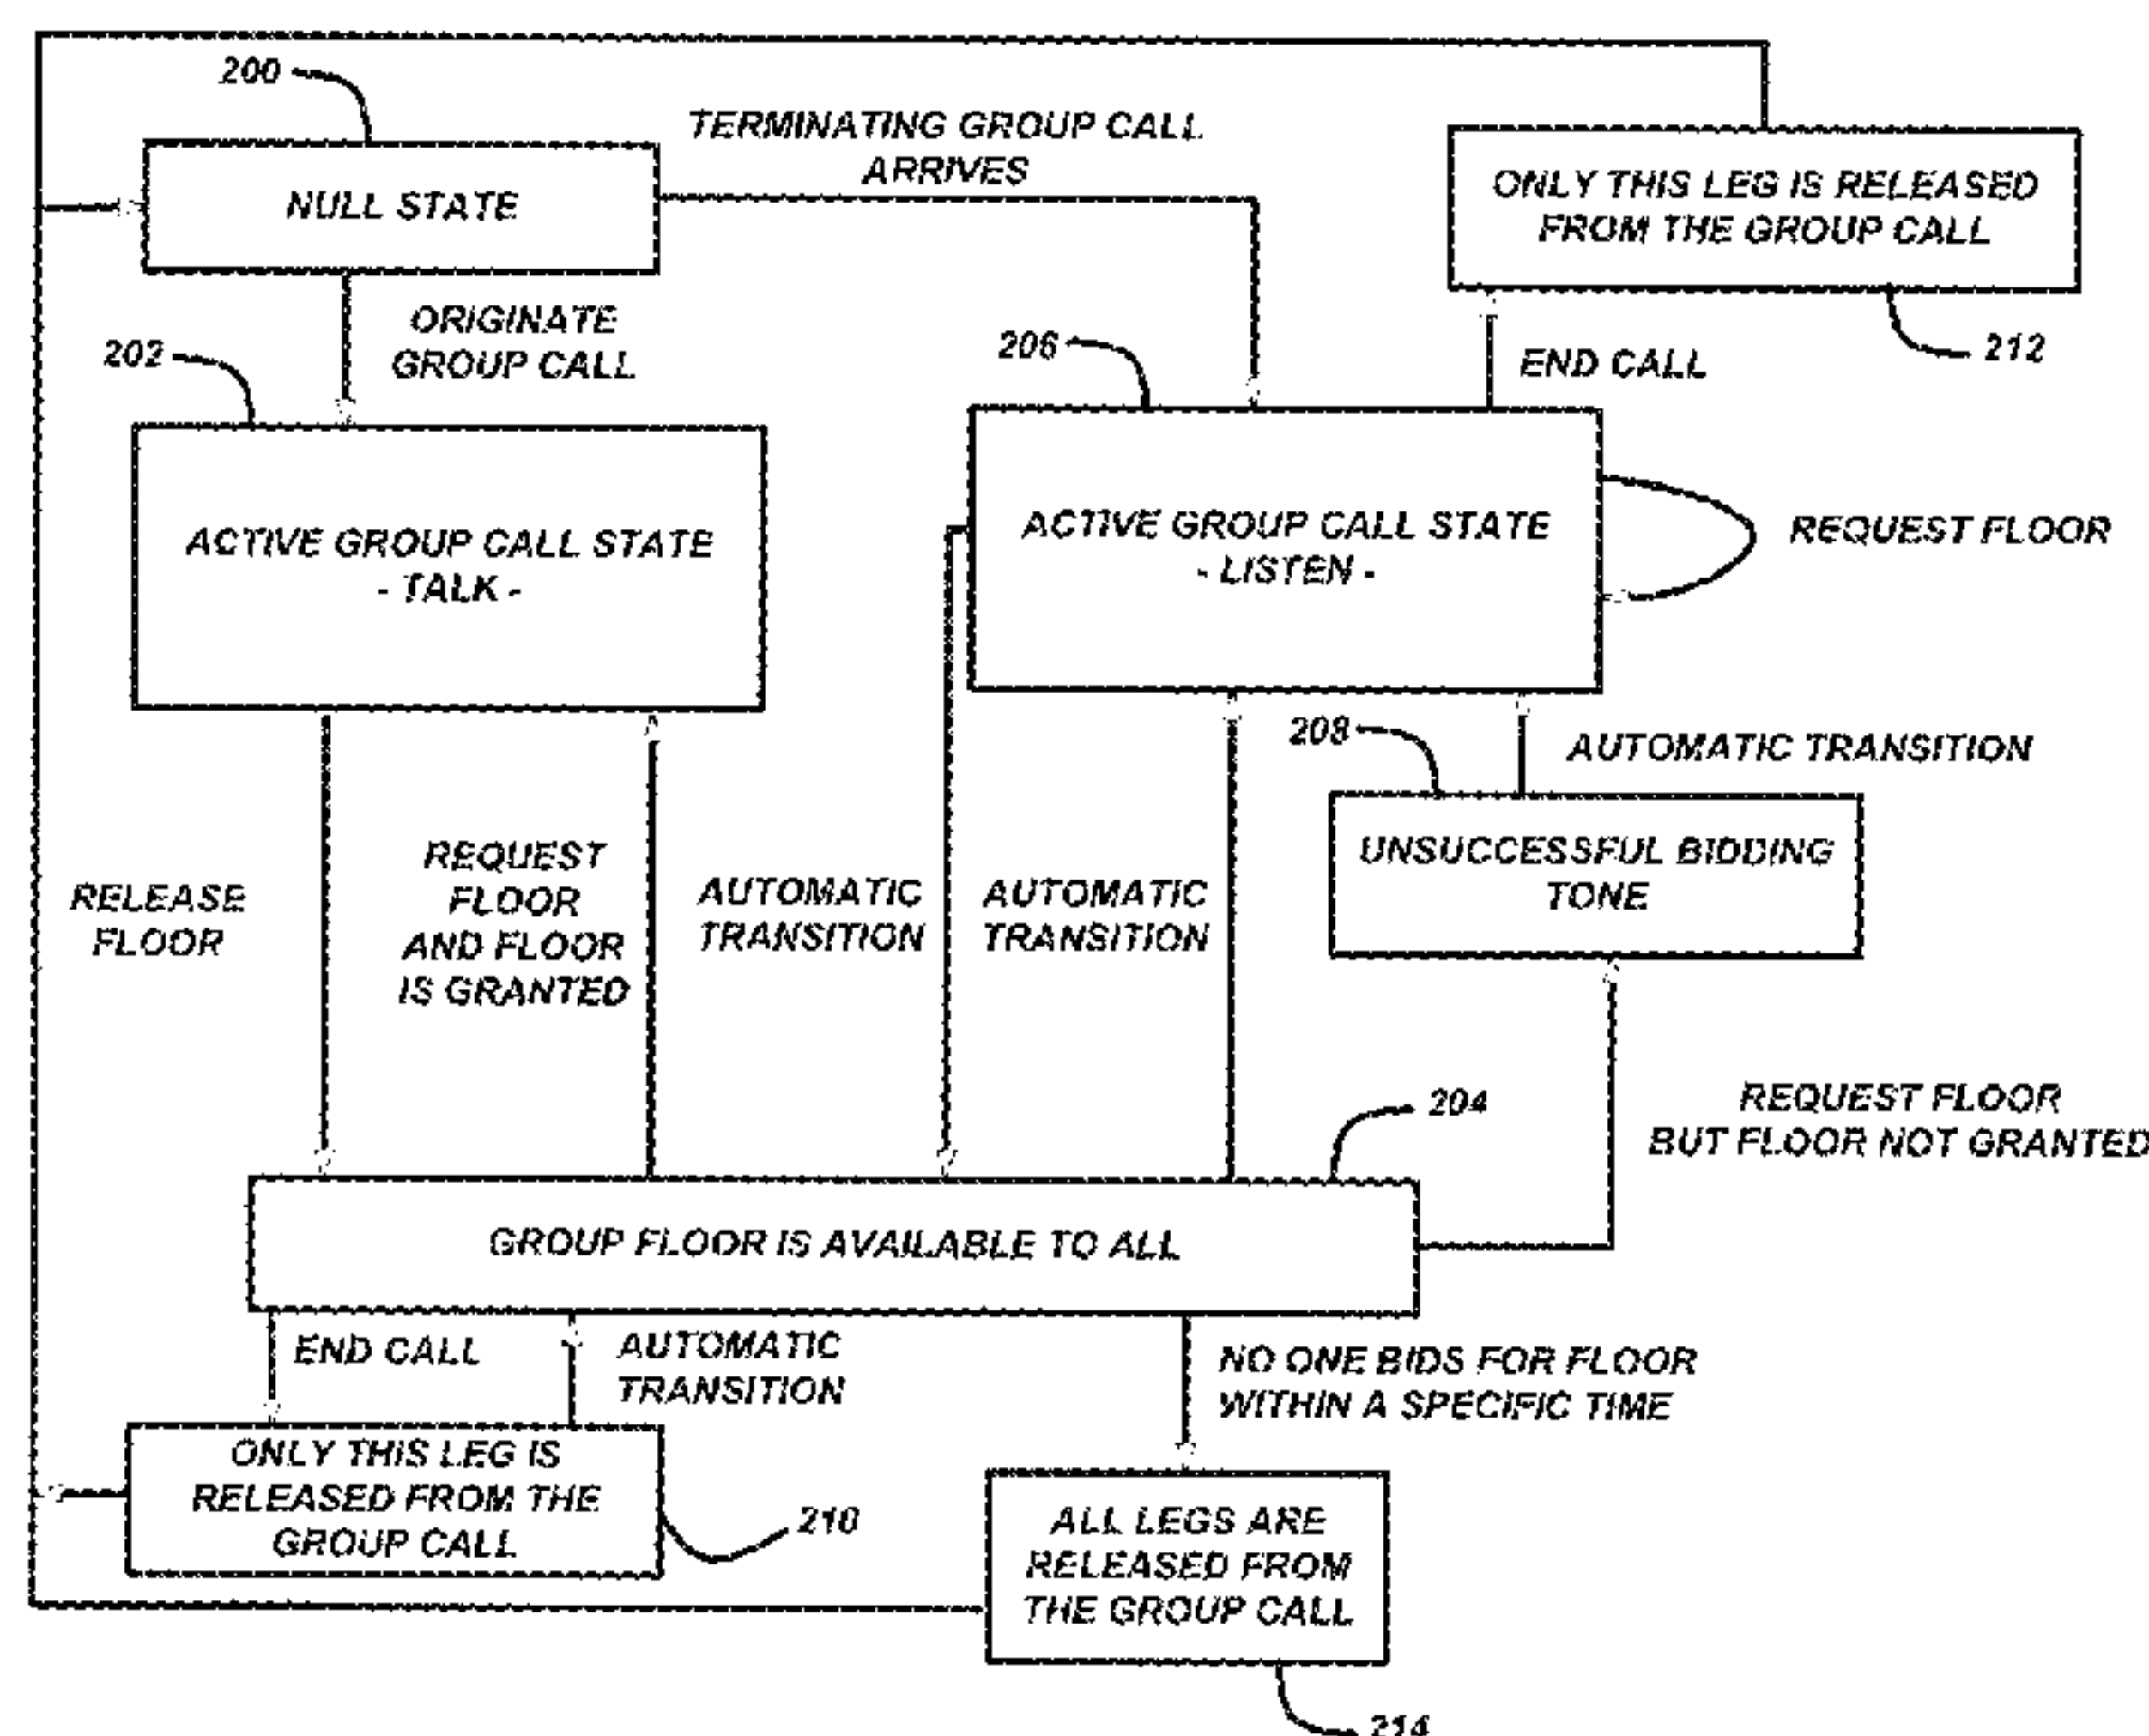 200
TERMINATING GROUP CALL
ARRIVES
NULL STATE
ONLY THIS LEG IS RELEASED
FROM THE GROUP CALL
212
ORIGINATE
GROUP CALL
202
206
END CALL
ACTIVE GROUP CALL STATE
- TALK -
ACTIVE GROUP CALL STATE
- LISTEN -
REQUEST FLOOR
208
AUTOMATIC TRANSITION
UNSUCCESSFUL BIDDING
TONE
RELEASE
FLOOR
REQUEST
FLOOR
AND FLOOR
IS GRANTED
AUTOMATIC
TRANSITION
AUTOMATIC
TRANSITION
204
REQUEST FLOOR
BUT FLOOR NOT GRANTED
GROUP FLOOR IS AVAILABLE TO ALL
END CALL
AUTOMATIC
TRANSITION
NO ONE BIDS FOR FLOOR
WITHIN A SPECIFIC TIME
ONLY THIS LEG IS
RELEASED FROM THE
GROUP CALL
210
ALL LEGS ARE
RELEASED FROM
THE GROUP CALL
214